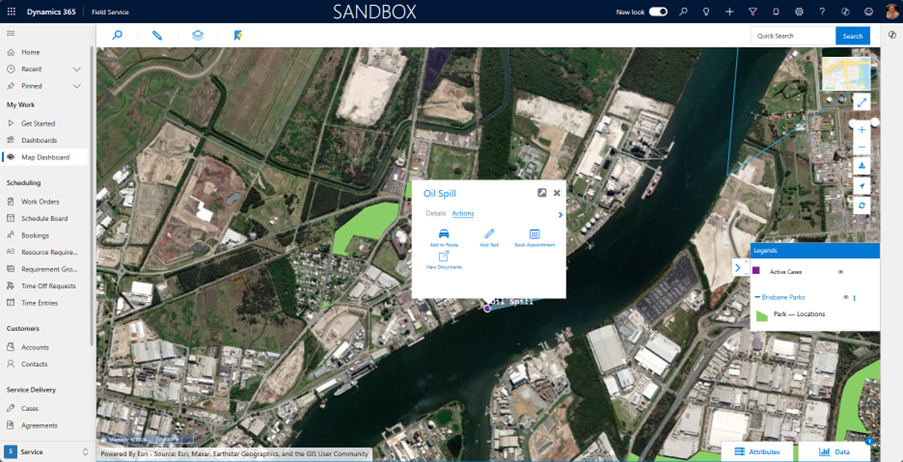 Dynamics 365
Field Service
SANDBOX
New look
Quick Search
Search
Home
Recent
Pinned
My Work
Get Started
Dashboards
Map Dashboard
Scheduling
Work Orders
Schedule Board
Bookings
Resource Require...
Requirement Gro...
Time Off Requests
Time Entries
Customers
Accounts
Contacts
Service Delivery
Cases
Agreements
S Service
Oil Spill
Details Actions
Add to Route
Add Task
Book Appointment
View Documents
Oil Spill
Legends
Active Cases
Brisbane Parks
Park — Locations
Powered By Esri - Source: Esri, Maxar, Earthstar Geographics, and the GIS User Community
Attributes
Data